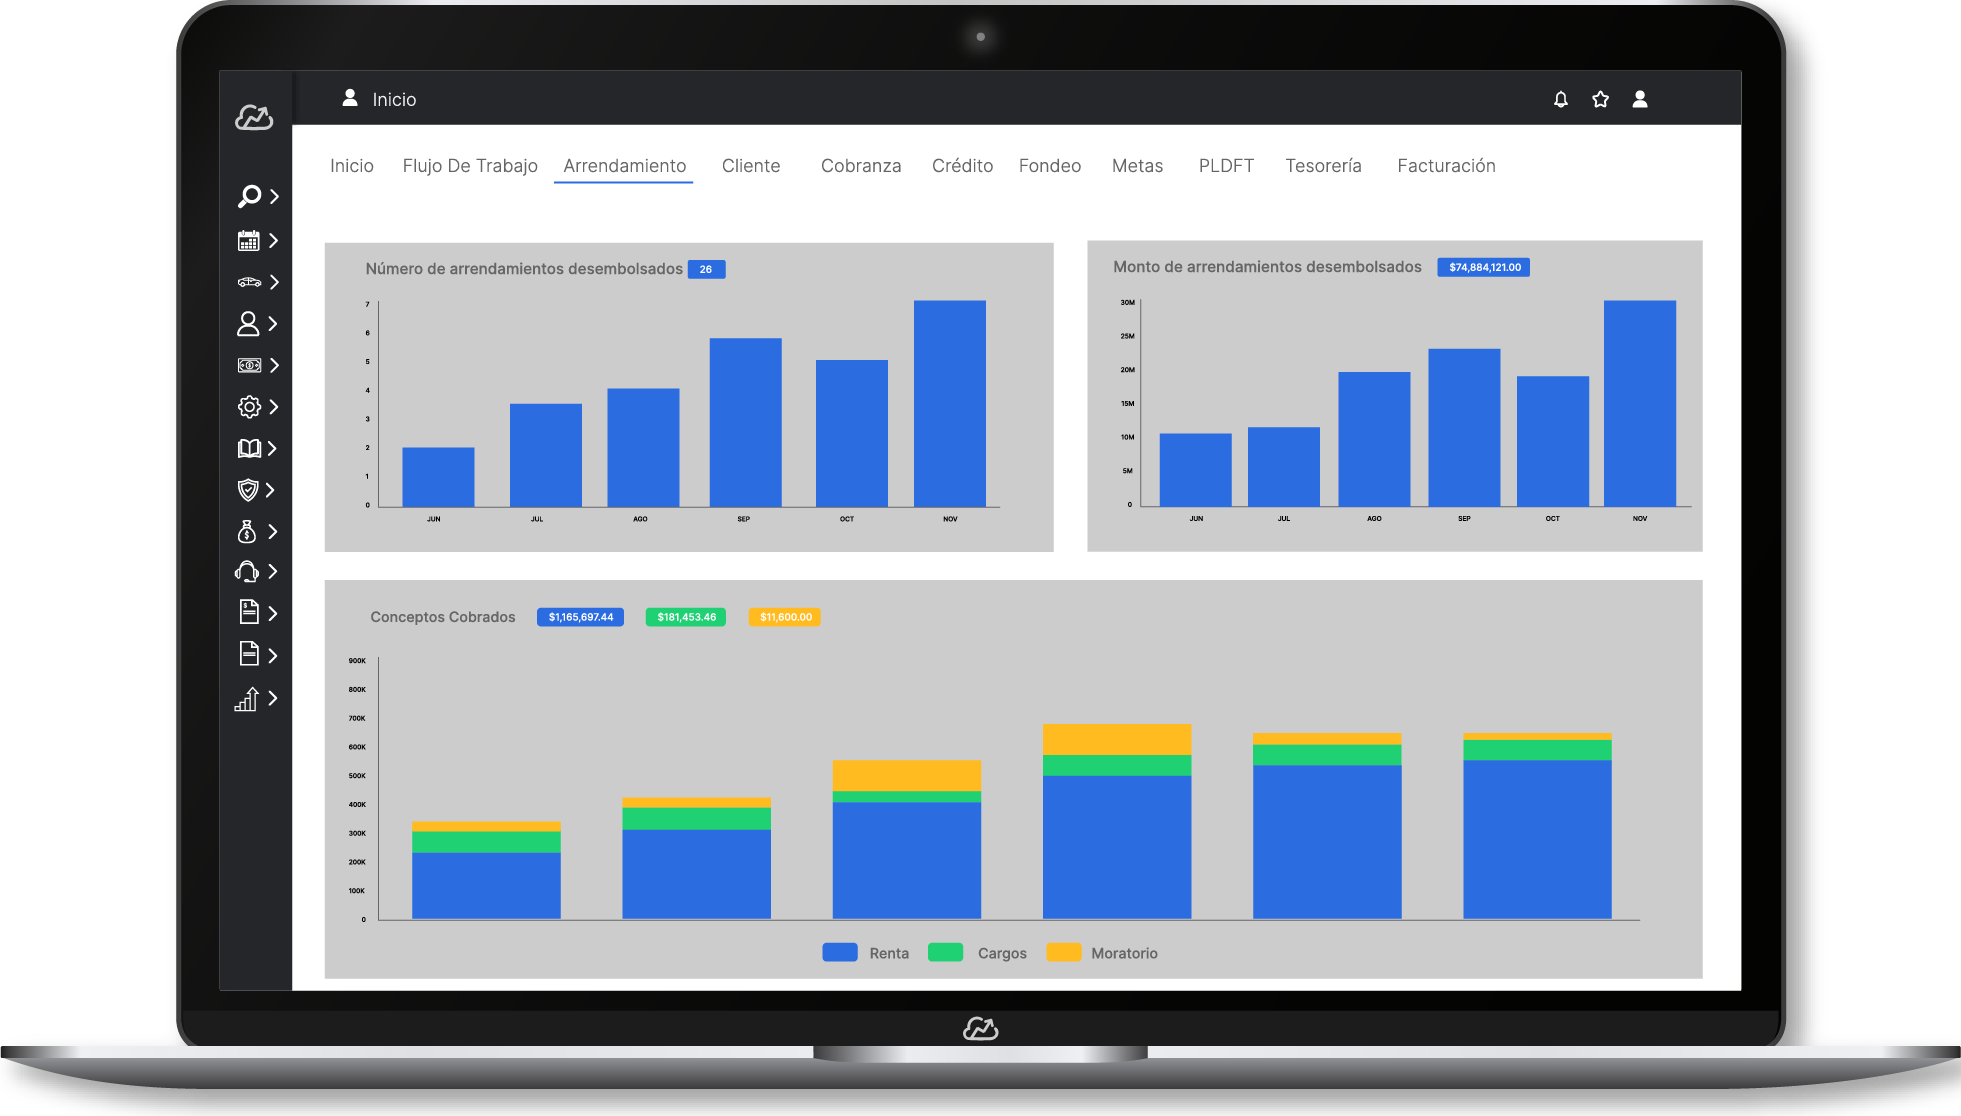 Inicio
Inicio Flujo De Trabajo Arrendamiento Cliente Cobranza Crédito Fondeo Metas PLDFT Tesorería Facturación
Número de arrendamientos desembolsados 26
7
6
5
4
3
2
1
0
JUN JUL AGO SEP OCT NOV
Monto de arrendamientos desembolsados $74,884,121.00
30M
25M
20M
15M
10M
5M
0
JUN JUL AGO SEP OCT NOV
Conceptos Cobrados $1,165,697.44 $181,453.46 $11,600.00
900K
800K
700K
600K
500K
400K
300K
200K
100K
0
Renta Cargos Moratorio